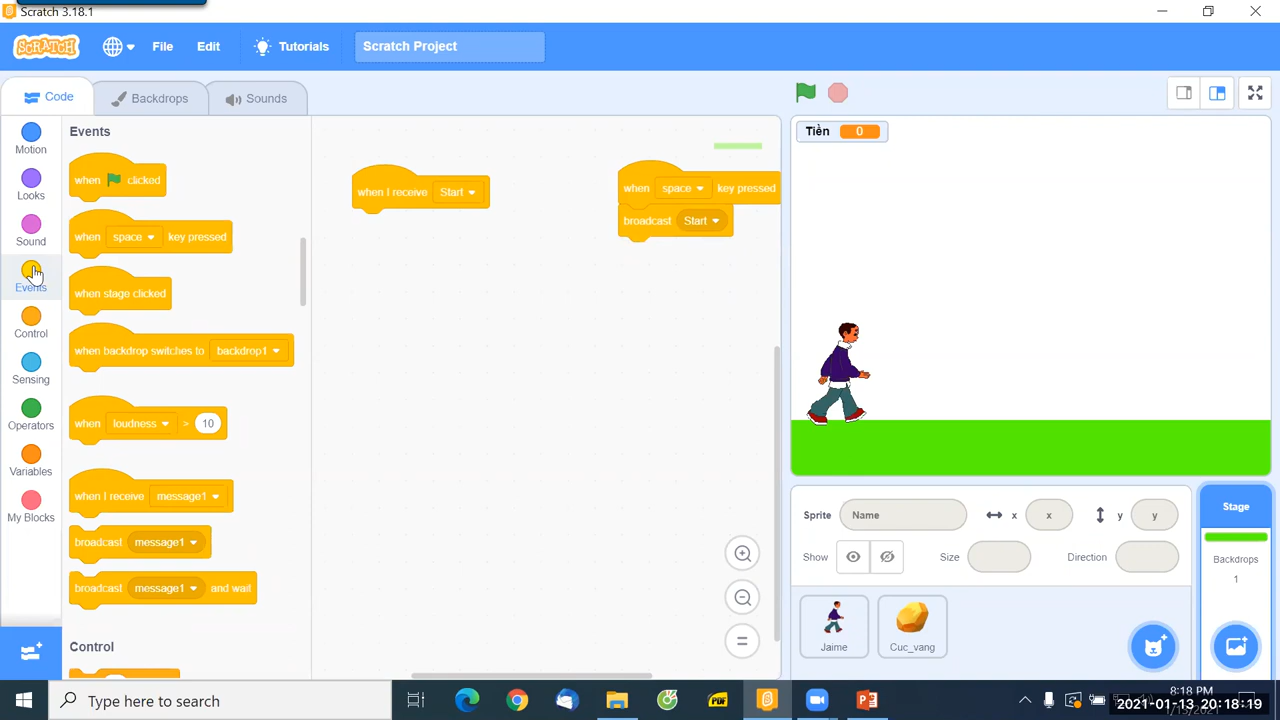 Scratch 3.18.1
SCRATCH
File
Edit
Tutorials
Scratch Project
Code
Backdrops
Sounds
Motion
Looks
Sound
Events
Control
Sensing
Operators
Variables
My Blocks
Events
when clicked
when space key pressed
when stage clicked
when backdrop switches to backdrop1
when loudness > 10
when I receive message1
broadcast message1
broadcast message1 and wait
Control
when I receive Start
when space key pressed
broadcast Start
Tiền 0
Sprite Name x x y y
Show Size Direction
Jaime
Cuc_vang
Stage
Backdrops
1
Type here to search
PDF
8:18 PM
2021-01-13 20:18:19